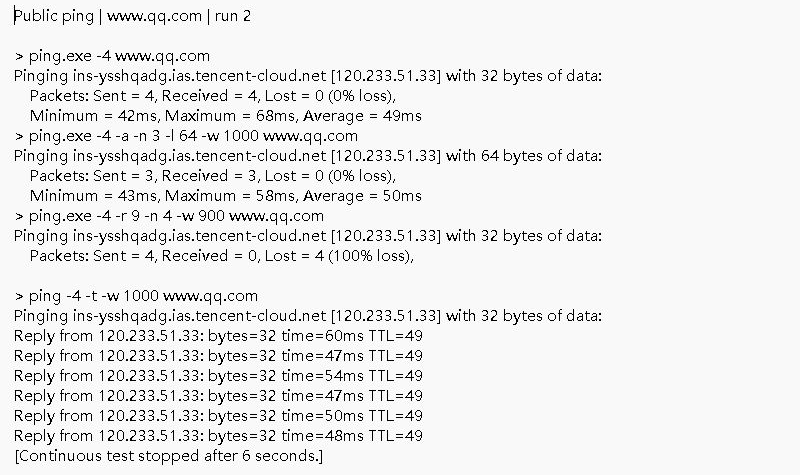 Public ping | www.qq.com | run 2
> ping.exe -4 www.qq.com
Pinging ins-ysshqadg.ias.tencent-cloud.net [120.233.51.33] with 32 bytes of data:
Packets: Sent = 4, Received = 4, Lost = 0 (0% loss),
Minimum = 42ms, Maximum = 68ms, Average = 49ms
> ping.exe -4 -a -n 3 -l 64 -w 1000 www.qq.com
Pinging ins-ysshqadg.ias.tencent-cloud.net [120.233.51.33] with 64 bytes of data:
Packets: Sent = 3, Received = 3, Lost = 0 (0% loss),
Minimum = 43ms, Maximum = 58ms, Average = 50ms
> ping.exe -4 -r 9 -n 4 -w 900 www.qq.com
Pinging ins-ysshqadg.ias.tencent-cloud.net [120.233.51.33] with 32 bytes of data:
Packets: Sent = 4, Received = 0, Lost = 4 (100% loss),
> ping -4 -t -w 1000 www.qq.com
Pinging ins-ysshqadg.ias.tencent-cloud.net [120.233.51.33] with 32 bytes of data:
Reply from 120.233.51.33: bytes=32 time=60ms TTL=49
Reply from 120.233.51.33: bytes=32 time=47ms TTL=49
Reply from 120.233.51.33: bytes=32 time=54ms TTL=49
Reply from 120.233.51.33: bytes=32 time=47ms TTL=49
Reply from 120.233.51.33: bytes=32 time=50ms TTL=49
Reply from 120.233.51.33: bytes=32 time=48ms TTL=49
[Continuous test stopped after 6 seconds.]